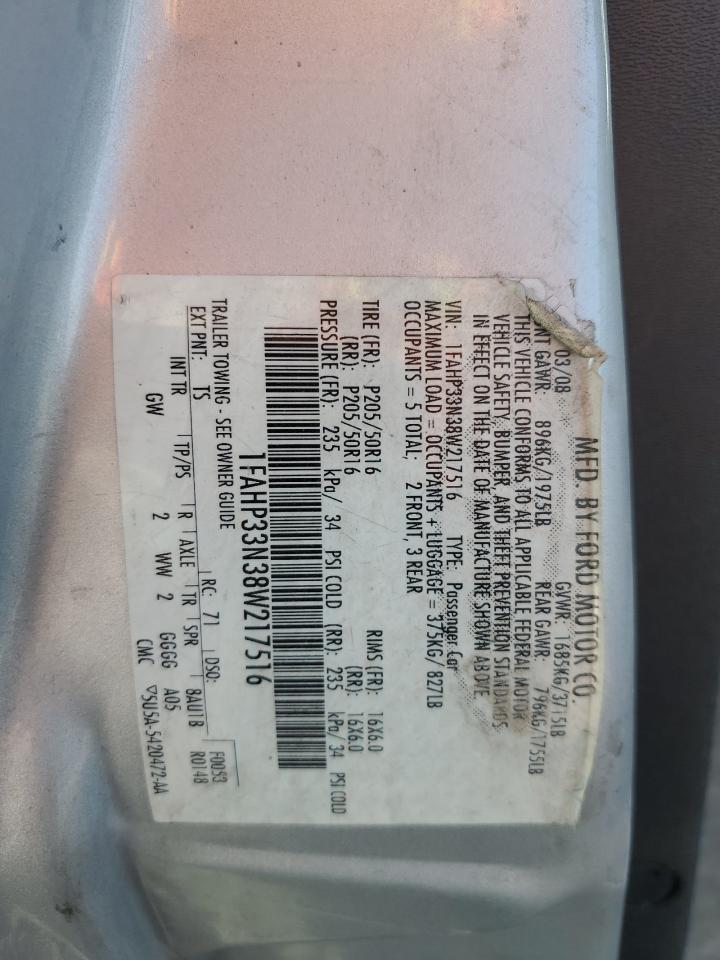 MFD. BY FORD MOTOR CO.
03/08 GVWR: 1685KG/3715LB
GAWR: 896KG/1975LB REAR GAWR: 796KG/1755LB
THIS VEHICLE CONFORMS TO ALL APPLICABLE FEDERAL MOTOR
VEHICLE SAFETY, BUMPER, AND THEFT PREVENTION STANDARDS
IN EFFECT ON THE DATE OF MANUFACTURE SHOWN ABOVE
VIN: 1FAHP33N38W217516 TYPE: Passenger Car
MAXIMUM LOAD = OCCUPANTS + LUGGAGE = 375KG/827LB
OCCUPANTS = 5 TOTAL, 2 FRONT, 3 REAR
TIRE (FR): P205/50R16 RIMS (FR): 16X6.0
(RR): P205/50R16 (RR): 16X6.0
PRESSURE (FR): 235 kPa/ 34 PSI COLD (RR): 235 kPa/ 34 PSI COLD
1FAHP33N38W217516
TRAILER TOWING - SEE OWNER GUIDE
F0053
EXT PNT: TS RC: 71 DSO: R0148
INT TR TP/PS R AXLE TR SPR 8AU1B
GW 2 WW 2 GGGG A05
CMC ▽5U5A-5420472-AA